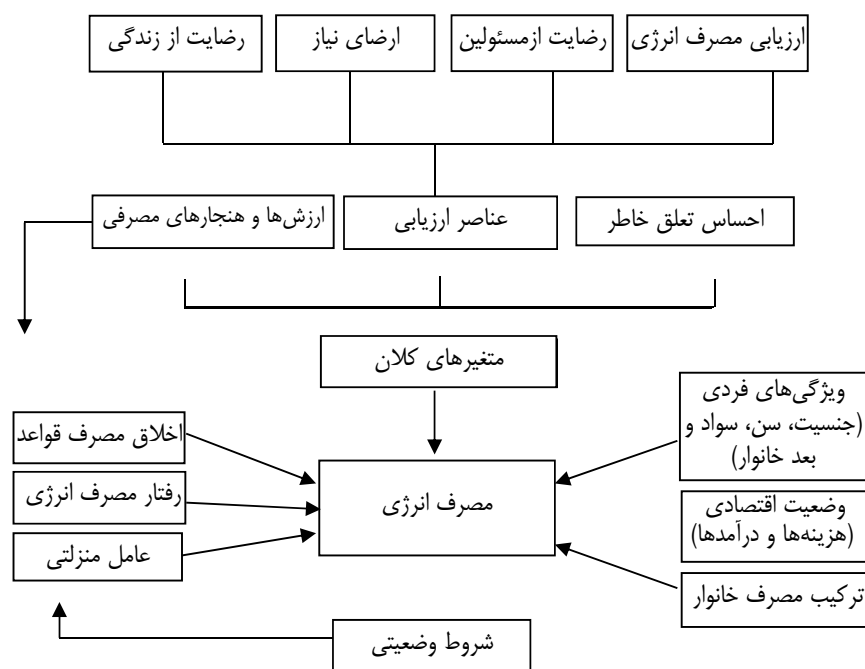 ارزیابی مصرف انرژی
رضایت ازمسئولین
ارضای نیاز
رضایت از زندگی
احساس تعلق خاطر
عناصر ارزیابی
ارزش‌ها و هنجارهای مصرفی
متغیرهای کلان
ویژگی‌های فردی
(جنسیت، سن، سواد و
بعد خانوار)
وضعیت اقتصادی
(هزینه‌ها و درآمدها)
ترکیب مصرف خانوار
مصرف انرژی
اخلاق مصرف قواعد
رفتار مصرف انرژی
عامل منزلتی
شروط وضعیتی